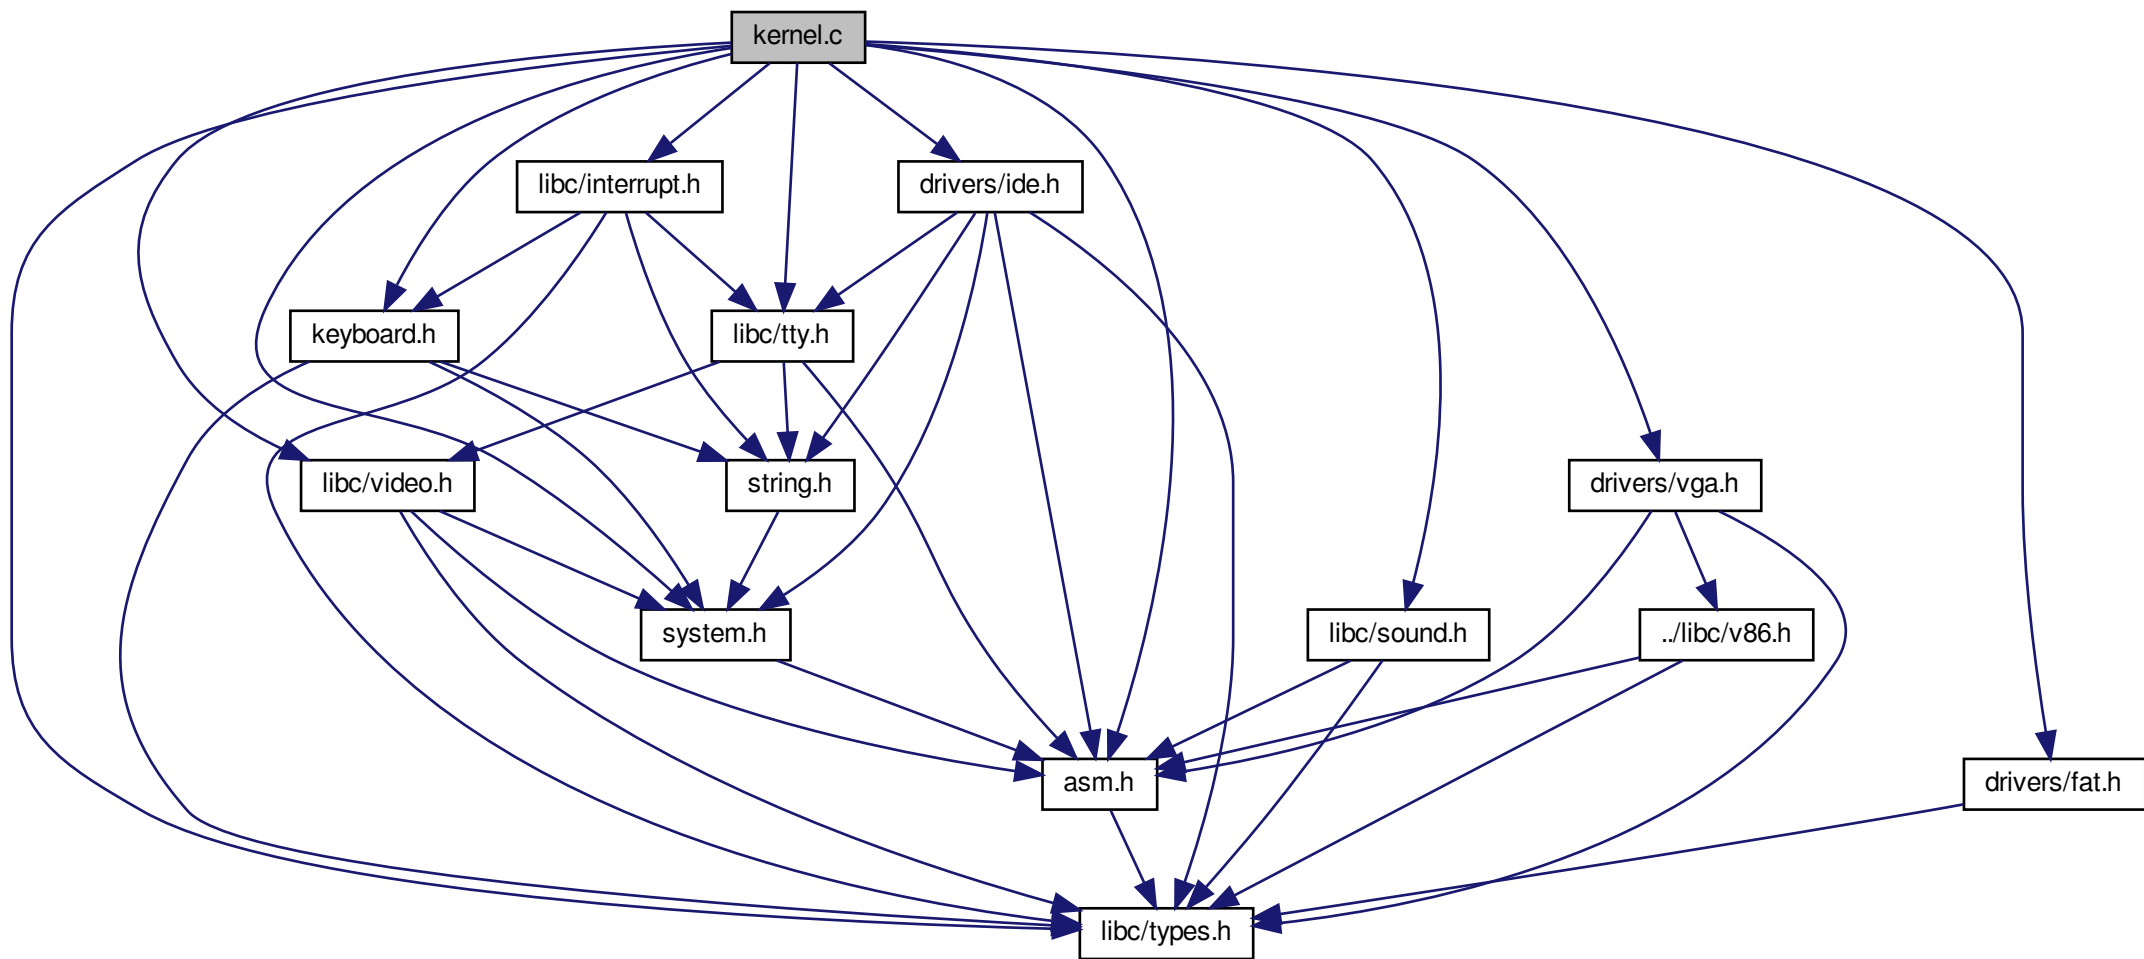 kernel.c
libc/interrupt.h
drivers/ide.h
keyboard.h
libc/tty.h
libc/video.h
string.h
drivers/vga.h
system.h
libc/sound.h
../libc/v86.h
asm.h
drivers/fat.h
libc/types.h